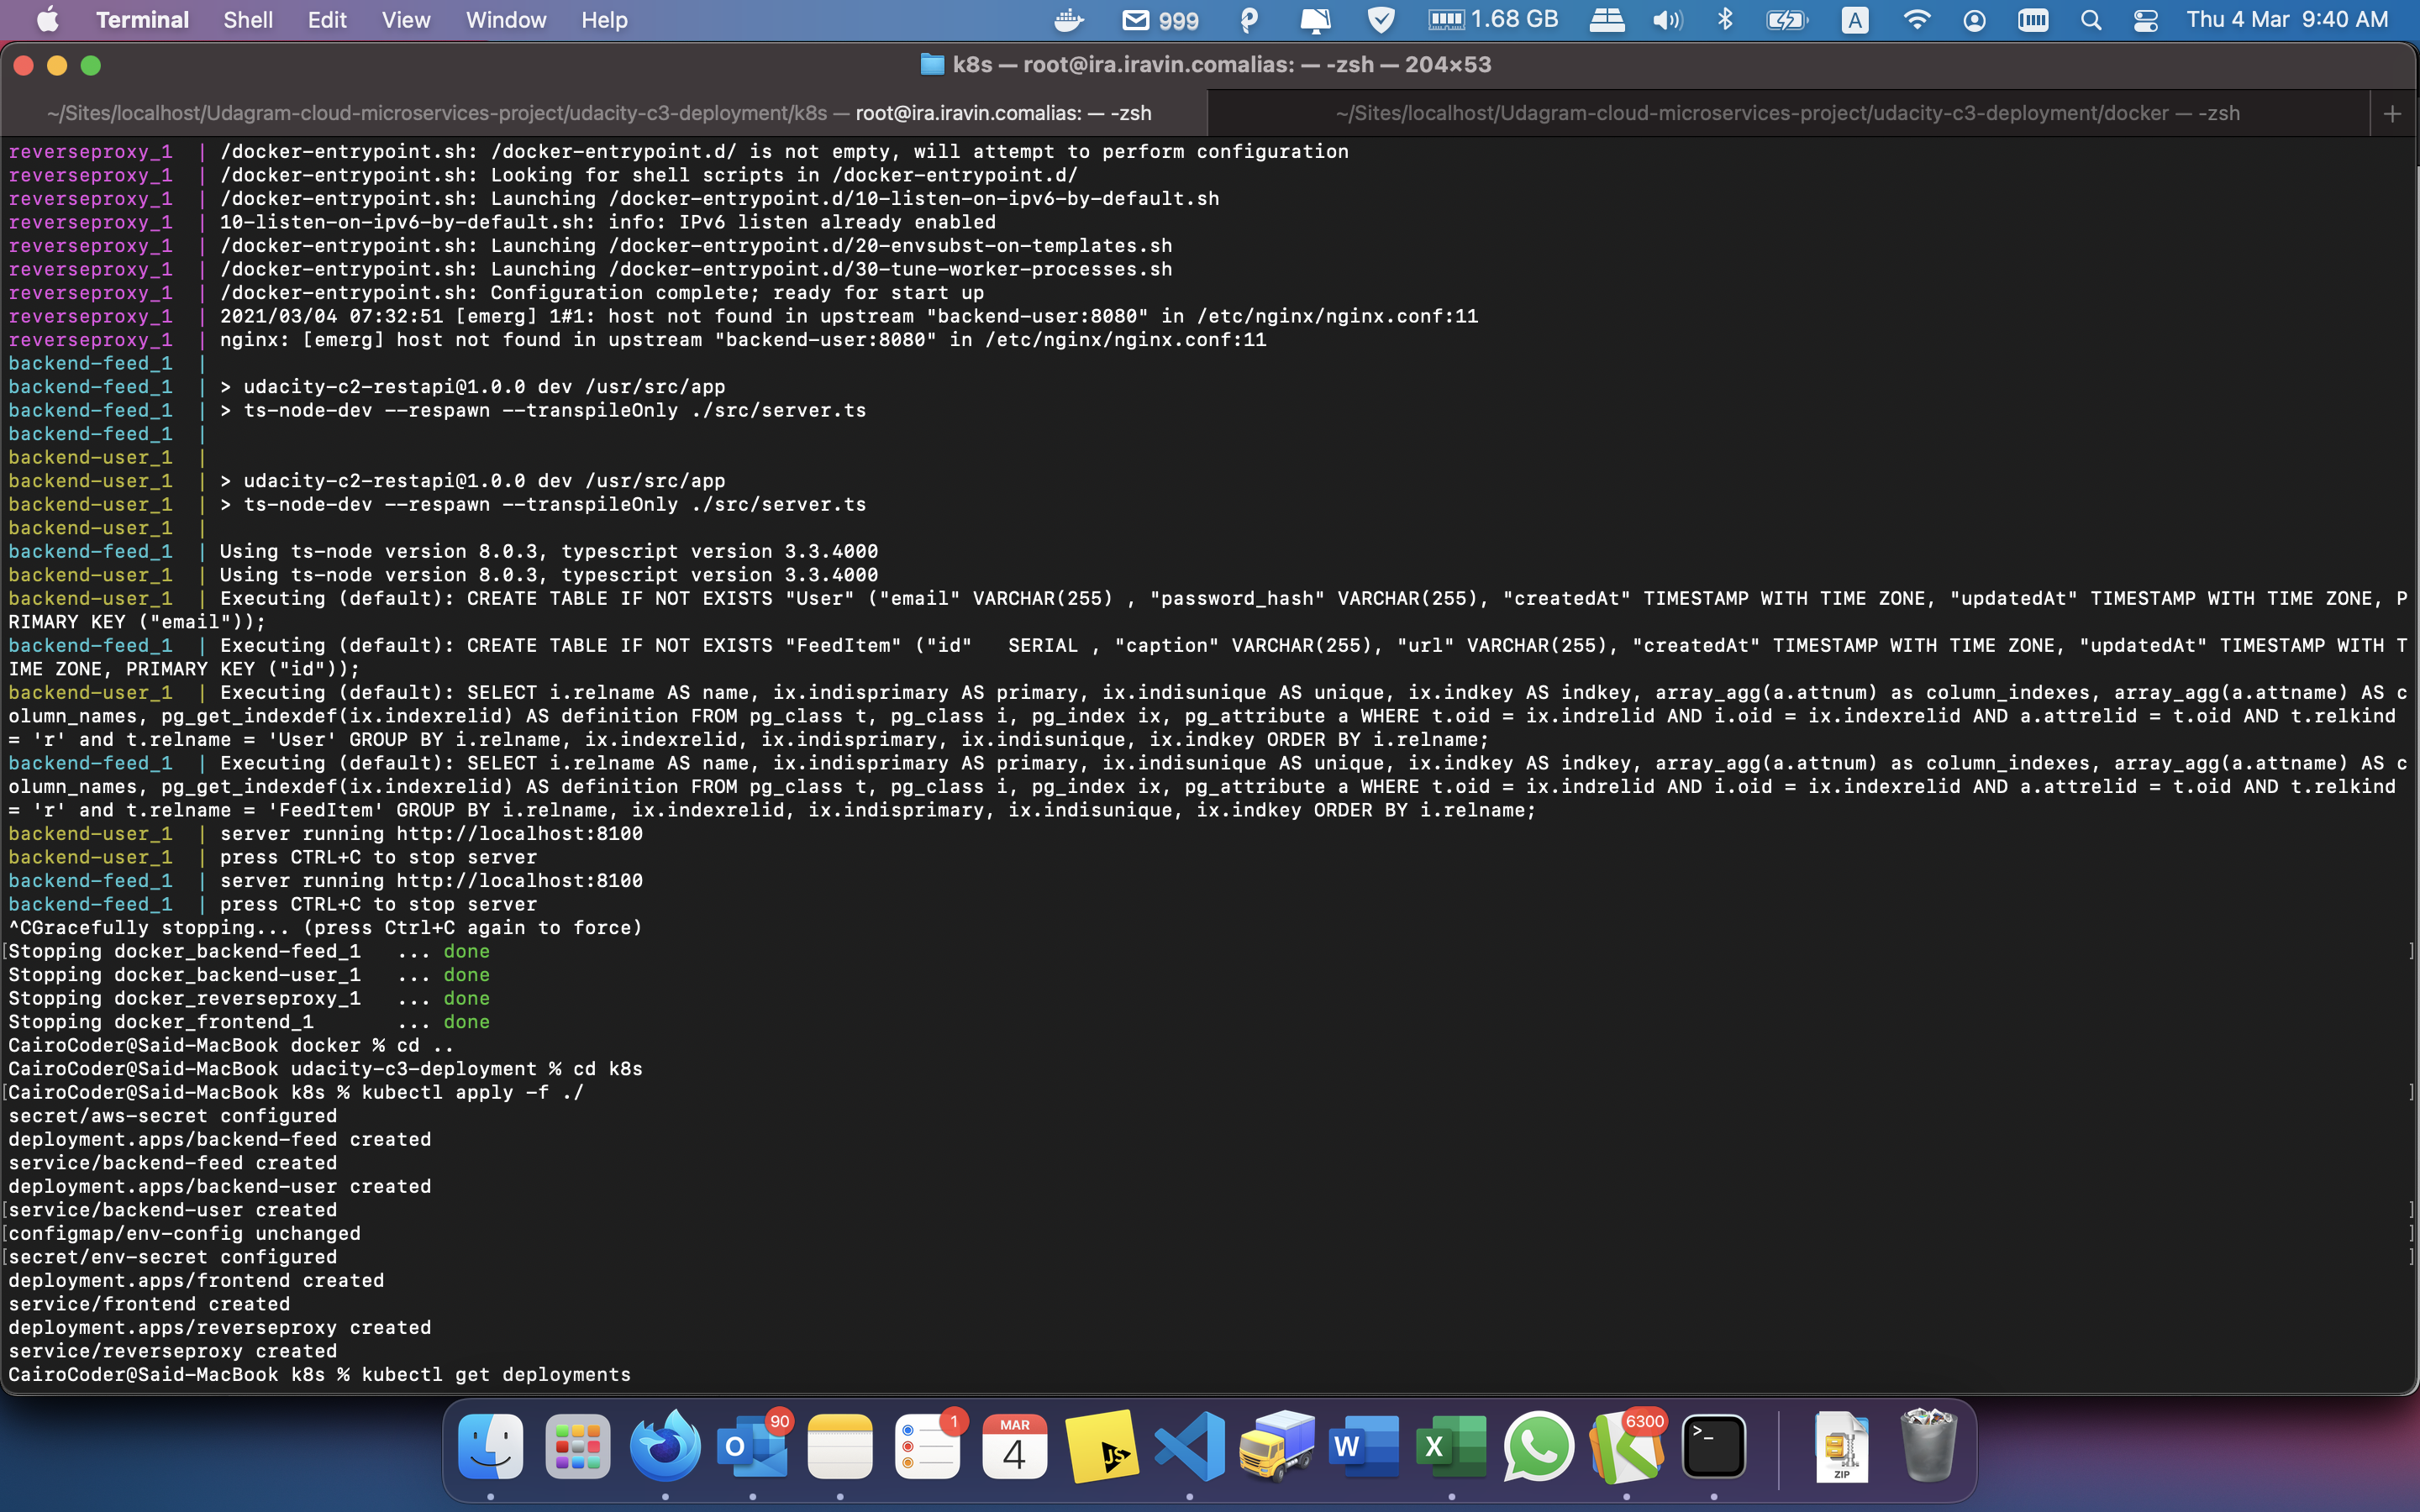 Terminal Shell Edit View Window Help 999 1.68 GB A Thu 4 Mar 9:40 AM
k8s — root@ira.iravin.comalias: — -zsh — 204×53
~/Sites/localhost/Udagram-cloud-microservices-project/udacity-c3-deployment/k8s — root@ira.iravin.comalias: — -zsh ~/Sites/localhost/Udagram-cloud-microservices-project/udacity-c3-deployment/docker — -zsh +
reverseproxy_1 | /docker-entrypoint.sh: /docker-entrypoint.d/ is not empty, will attempt to perform configuration
reverseproxy_1 | /docker-entrypoint.sh: Looking for shell scripts in /docker-entrypoint.d/
reverseproxy_1 | /docker-entrypoint.sh: Launching /docker-entrypoint.d/10-listen-on-ipv6-by-default.sh
reverseproxy_1 | 10-listen-on-ipv6-by-default.sh: info: IPv6 listen already enabled
reverseproxy_1 | /docker-entrypoint.sh: Launching /docker-entrypoint.d/20-envsubst-on-templates.sh
reverseproxy_1 | /docker-entrypoint.sh: Launching /docker-entrypoint.d/30-tune-worker-processes.sh
reverseproxy_1 | /docker-entrypoint.sh: Configuration complete; ready for start up
reverseproxy_1 | 2021/03/04 07:32:51 [emerg] 1#1: host not found in upstream "backend-user:8080" in /etc/nginx/nginx.conf:11
reverseproxy_1 | nginx: [emerg] host not found in upstream "backend-user:8080" in /etc/nginx/nginx.conf:11
backend-feed_1 |
backend-feed_1 | > udacity-c2-restapi@1.0.0 dev /usr/src/app
backend-feed_1 | > ts-node-dev --respawn --transpileOnly ./src/server.ts
backend-feed_1 |
backend-user_1 |
backend-user_1 | > udacity-c2-restapi@1.0.0 dev /usr/src/app
backend-user_1 | > ts-node-dev --respawn --transpileOnly ./src/server.ts
backend-user_1 |
backend-feed_1 | Using ts-node version 8.0.3, typescript version 3.3.4000
backend-user_1 | Using ts-node version 8.0.3, typescript version 3.3.4000
backend-user_1 | Executing (default): CREATE TABLE IF NOT EXISTS "User" ("email" VARCHAR(255) , "password_hash" VARCHAR(255), "createdAt" TIMESTAMP WITH TIME ZONE, "updatedAt" TIMESTAMP WITH TIME ZONE, P
RIMARY KEY ("email"));
backend-feed_1 | Executing (default): CREATE TABLE IF NOT EXISTS "FeedItem" ("id"   SERIAL , "caption" VARCHAR(255), "url" VARCHAR(255), "createdAt" TIMESTAMP WITH TIME ZONE, "updatedAt" TIMESTAMP WITH T
IME ZONE, PRIMARY KEY ("id"));
backend-user_1 | Executing (default): SELECT i.relname AS name, ix.indisprimary AS primary, ix.indisunique AS unique, ix.indkey AS indkey, array_agg(a.attnum) as column_indexes, array_agg(a.attname) AS c
olumn_names, pg_get_indexdef(ix.indexrelid) AS definition FROM pg_class t, pg_class i, pg_index ix, pg_attribute a WHERE t.oid = ix.indrelid AND i.oid = ix.indexrelid AND a.attrelid = t.oid AND t.relkind
= 'r' and t.relname = 'User' GROUP BY i.relname, ix.indexrelid, ix.indisprimary, ix.indisunique, ix.indkey ORDER BY i.relname;
backend-feed_1 | Executing (default): SELECT i.relname AS name, ix.indisprimary AS primary, ix.indisunique AS unique, ix.indkey AS indkey, array_agg(a.attnum) as column_indexes, array_agg(a.attname) AS c
olumn_names, pg_get_indexdef(ix.indexrelid) AS definition FROM pg_class t, pg_class i, pg_index ix, pg_attribute a WHERE t.oid = ix.indrelid AND i.oid = ix.indexrelid AND a.attrelid = t.oid AND t.relkind
= 'r' and t.relname = 'FeedItem' GROUP BY i.relname, ix.indexrelid, ix.indisprimary, ix.indisunique, ix.indkey ORDER BY i.relname;
backend-user_1 | server running http://localhost:8100
backend-user_1 | press CTRL+C to stop server
backend-feed_1 | server running http://localhost:8100
backend-feed_1 | press CTRL+C to stop server
^CGracefully stopping... (press Ctrl+C again to force)
[Stopping docker_backend-feed_1   ... done ]
Stopping docker_backend-user_1   ... done
Stopping docker_reverseproxy_1   ... done
Stopping docker_frontend_1       ... done
CairoCoder@Said-MacBook docker % cd ..
CairoCoder@Said-MacBook udacity-c3-deployment % cd k8s
[CairoCoder@Said-MacBook k8s % kubectl apply -f ./ ]
secret/aws-secret configured
deployment.apps/backend-feed created
service/backend-feed created
deployment.apps/backend-user created
[service/backend-user created ]
[configmap/env-config unchanged ]
[secret/env-secret configured ]
deployment.apps/frontend created
service/frontend created
deployment.apps/reverseproxy created
service/reverseproxy created
CairoCoder@Said-MacBook k8s % kubectl get deployments
90 1 MAR 6300
O 4 JS W X >_ ZIP